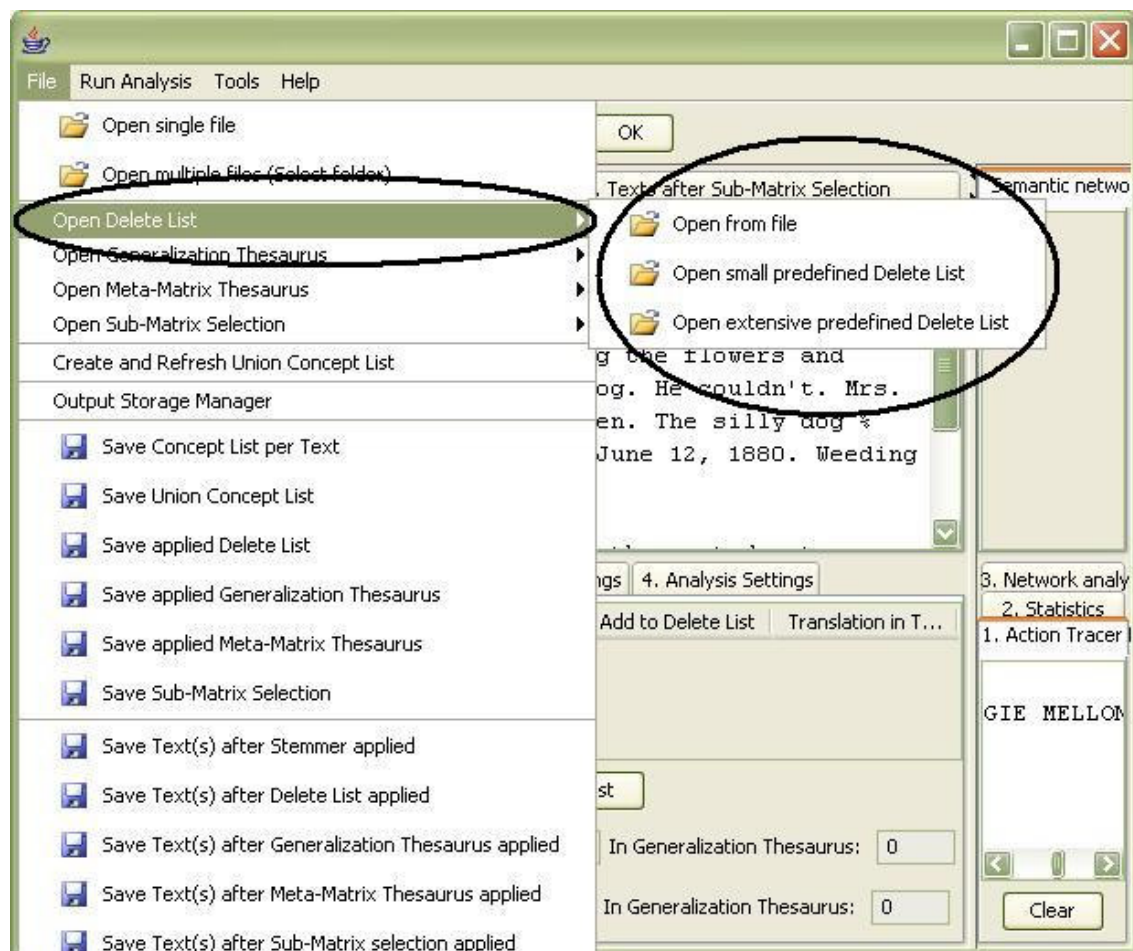 File Run Analysis Tools Help
Open single file
OK
Open multiple files (Select folder)
. Texts after Sub-Matrix Selection
Semantic netwo
Open Delete List
Open from file
Open Generalization Thesaurus
Open small predefined Delete List
Open Meta-Matrix Thesaurus
Open Sub-Matrix Selection
Open extensive predefined Delete List
Create and Refresh Union Concept List
g the flowers and
Output Storage Manager
og. He couldn't. Mrs.
en. The silly dog %
Save Concept List per Text
June 12, 1880. Weeding
Save Union Concept List
Save applied Delete List
ngs 4. Analysis Settings
3. Network analy
Save applied Generalization Thesaurus
2. Statistics
Add to Delete List Translation in T...
1. Action Tracer
Save applied Meta-Matrix Thesaurus
Save Sub-Matrix Selection
GIE MELLON
Save Text(s) after Stemmer applied
Save Text(s) after Delete List applied
st
Save Text(s) after Generalization Thesaurus applied
In Generalization Thesaurus: 0
Save Text(s) after Meta-Matrix Thesaurus applied
In Generalization Thesaurus: 0
Clear
Save Text(s) after Sub-Matrix selection applied